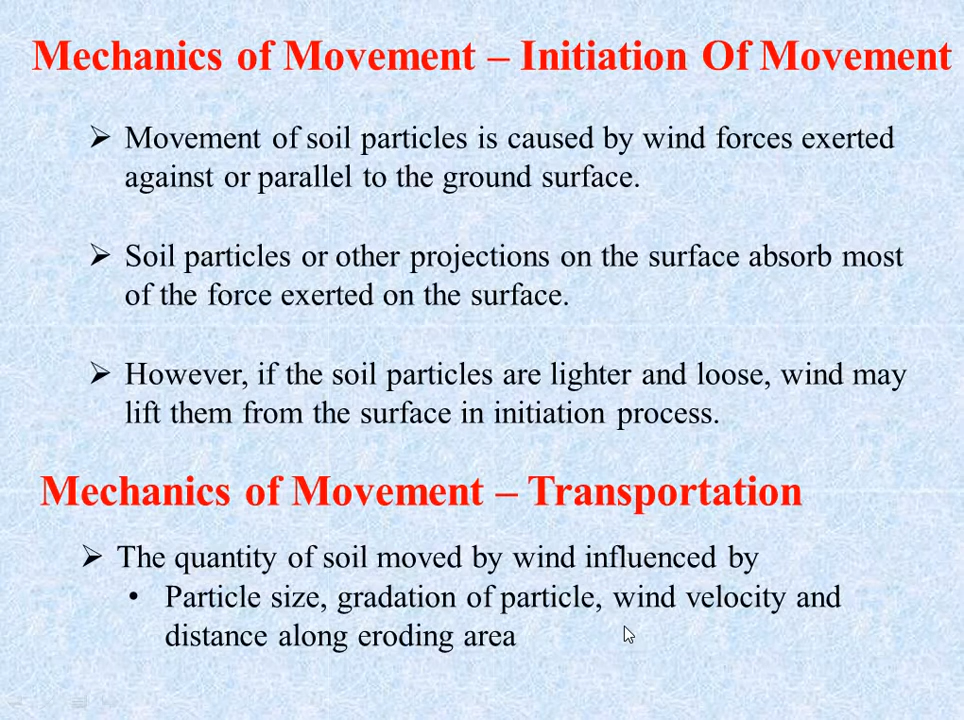 Mechanics of Movement – Initiation Of Movement
➢ Movement of soil particles is caused by wind forces exerted
against or parallel to the ground surface.
➢ Soil particles or other projections on the surface absorb most
of the force exerted on the surface.
➢ However, if the soil particles are lighter and loose, wind may
lift them from the surface in initiation process.
Mechanics of Movement – Transportation
➢ The quantity of soil moved by wind influenced by
• Particle size, gradation of particle, wind velocity and
distance along eroding area